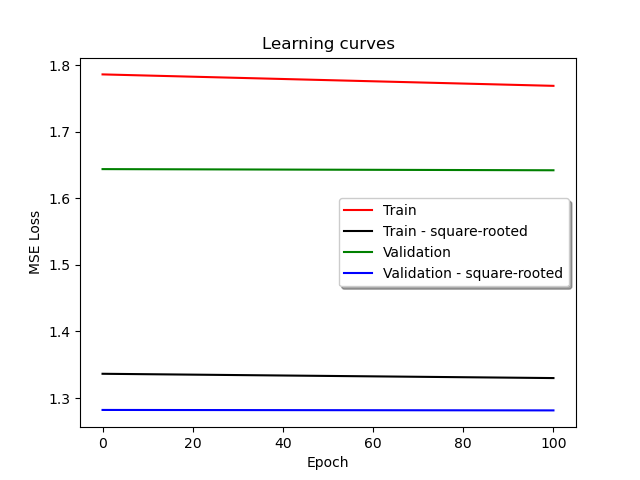 Learning curves
1.8
1.7
1.6
1.5
1.4
1.3
MSE Loss
Train
Train - square-rooted
Validation
Validation - square-rooted
0 20 40 60 80 100
Epoch